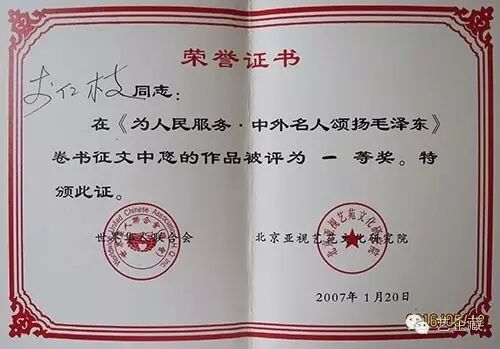 荣誉证书
仁枝同志：
在《为人民服务·中外名人颂扬毛泽东》
卷书征文中您的作品被评为 一 等奖。特
颁此证。
世界华人联合会 北京亚视艺苑文化研究院
2007年1月20日